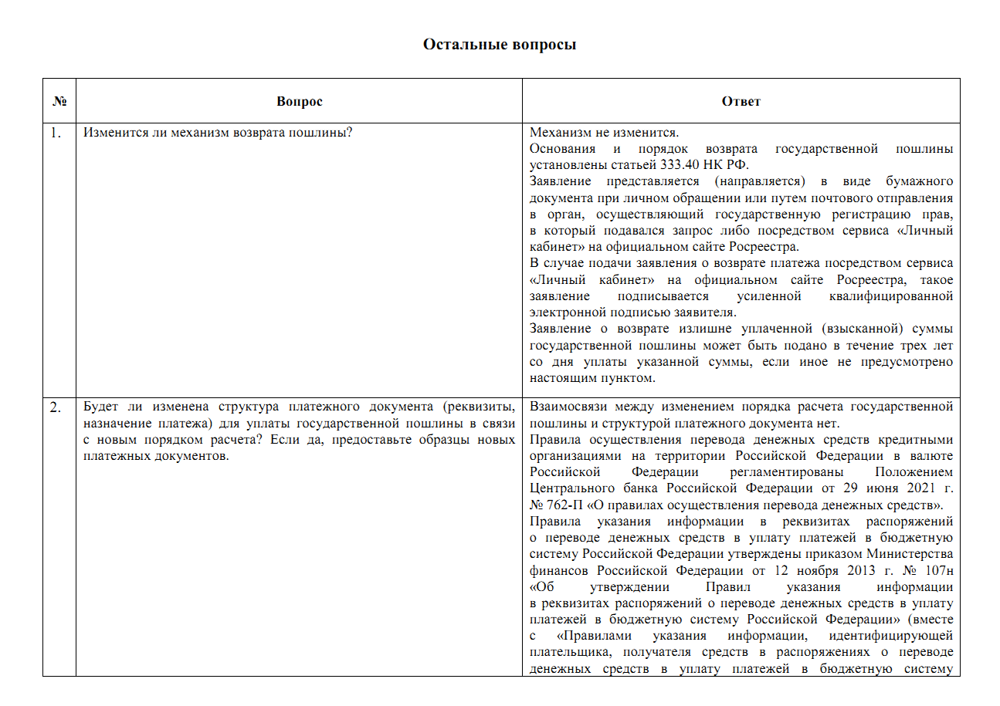 Остальные вопросы
№
Вопрос
Ответ
1.
Изменится ли механизм возврата пошлины?
Механизм не изменится.
Основания и порядок возврата государственной пошлины
установлены статьей 333.40 НК РФ.
Заявление представляется (направляется) в виде бумажного
документа при личном обращении или путем почтового отправления
в орган, осуществляющий государственную регистрацию прав,
в который подавался запрос либо посредством сервиса «Личный
кабинет» на официальном сайте Росреестра.
В случае подачи заявления о возврате платежа посредством сервиса
«Личный кабинет» на официальном сайте Росреестра, такое
заявление подписывается усиленной квалифицированной
электронной подписью заявителя.
Заявление о возврате излишне уплаченной (взысканной) суммы
государственной пошлины может быть подано в течение трех лет
со дня уплаты указанной суммы, если иное не предусмотрено
настоящим пунктом.
2.
Будет ли изменена структура платежного документа (реквизиты,
назначение платежа) для уплаты государственной пошлины в связи
с новым порядком расчета? Если да, предоставьте образцы новых
платежных документов.
Взаимосвязи между изменением порядка расчета государственной
пошлины и структурой платежного документа нет.
Правила осуществления перевода денежных средств кредитными
организациями на территории Российской Федерации в валюте
Российской Федерации регламентированы Положением
Центрального банка Российской Федерации от 29 июня 2021 г.
№ 762-П «О правилах осуществления перевода денежных средств».
Правила указания информации в реквизитах распоряжений
о переводе денежных средств в уплату платежей в бюджетную
систему Российской Федерации утверждены приказом Министерства
финансов Российской Федерации от 12 ноября 2013 г. № 107н
«Об утверждении Правил указания информации
в реквизитах распоряжений о переводе денежных средств в уплату
платежей в бюджетную систему Российской Федерации» (вместе
с «Правилами указания информации, идентифицирующей
плательщика, получателя средств в распоряжениях о переводе
денежных средств в уплату платежей в бюджетную систему